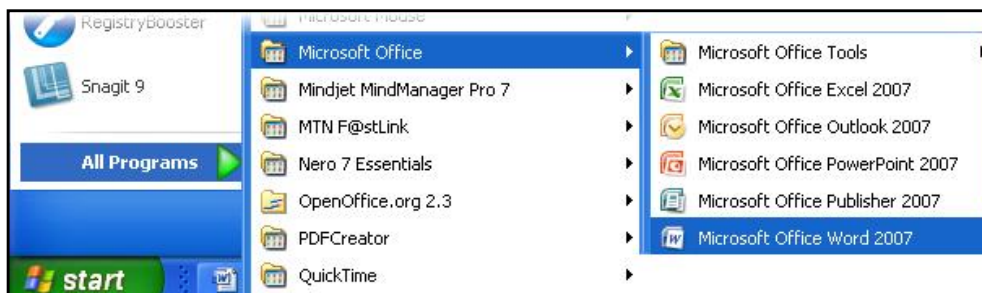 RegistryBooster
Snagit 9
All Programs
start
Microsoft Mouse
Microsoft Office
Mindjet MindManager Pro 7
MTN F@stLink
Nero 7 Essentials
OpenOffice.org 2.3
PDFCreator
QuickTime
Microsoft Office Tools
Microsoft Office Excel 2007
Microsoft Office Outlook 2007
Microsoft Office PowerPoint 2007
Microsoft Office Publisher 2007
Microsoft Office Word 2007